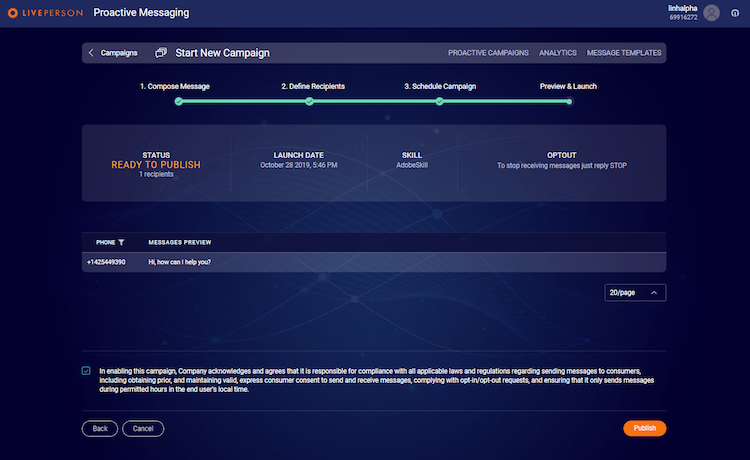 LIVEPERSON Proactive Messaging
linhalpha
69916272
Campaigns Start New Campaign PROACTIVE CAMPAIGNS ANALYTICS MESSAGE TEMPLATES
1. Compose Message 2. Define Recipients 3. Schedule Campaign Preview & Launch
STATUS LAUNCH DATE SKILL OPTOUT
READY TO PUBLISH October 28 2019, 5:46 PM AdobeSkill To stop receiving messages just reply STOP
1 recipients
PHONE MESSAGES PREVIEW
+1425449390 Hi, how can I help you?
20/page
In enabling this campaign, Company acknowledges and agrees that it is responsible for compliance with all applicable laws and regulations regarding sending messages to consumers,
including obtaining prior, and maintaining valid, express consumer consent to send and receive messages, complying with opt-in/opt-out requests, and ensuring that it only sends messages
during permitted hours in the end user's local time.
Back Cancel Publish